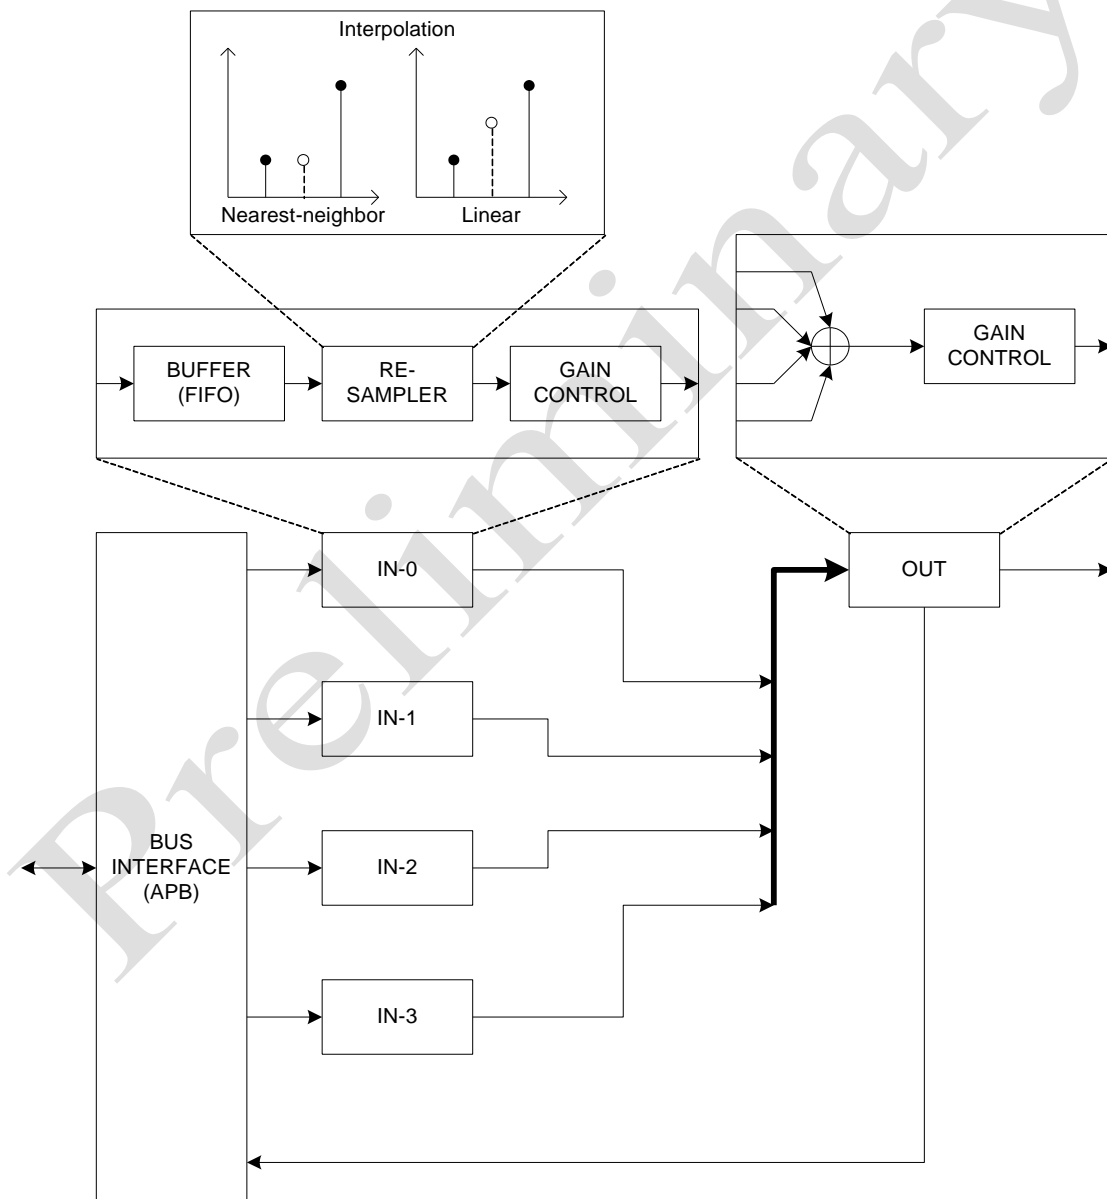 Interpolation
Nearest-neighbor
Linear
BUFFER
(FIFO)
RE-
SAMPLER
GAIN
CONTROL
GAIN
CONTROL
IN-0
OUT
IN-1
BUS
INTERFACE
(APB)
IN-2
IN-3
Preliminary